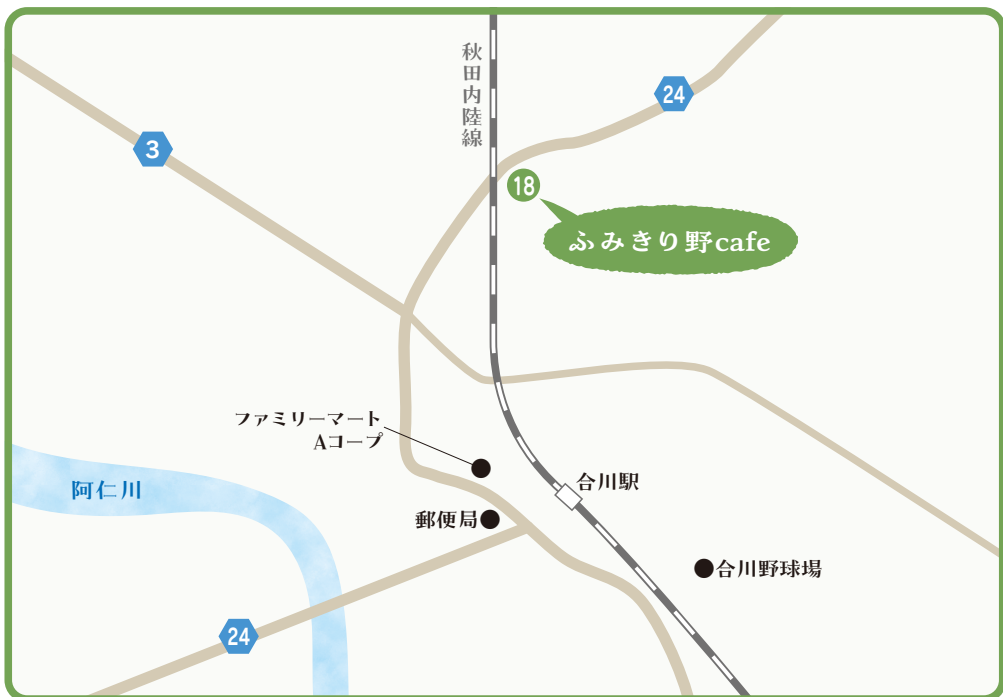 秋田内陸線
24
3
18
ふみきり野cafe
ファミリーマート
Aコープ
合川駅
阿仁川
郵便局
合川野球場
24